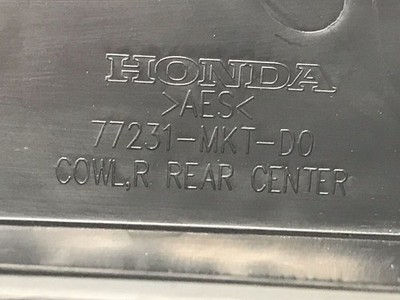 HONDA
>AES<
77231-MKT-D0
COWL,R REAR CENTER